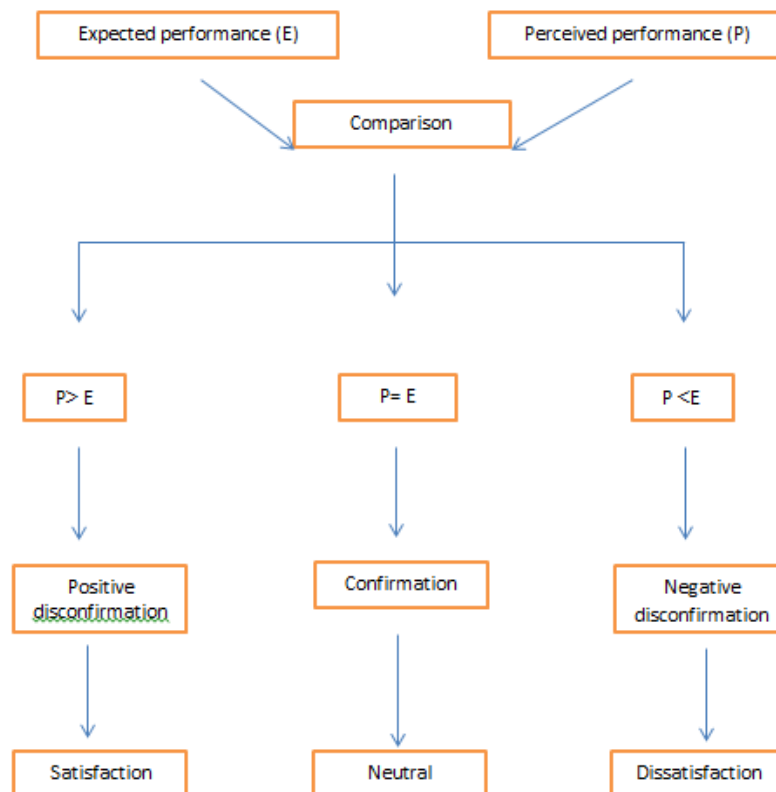 Expected performance (E)
Perceived performance (P)
Comparison
P> E
P= E
P <E
Positive
disconfirmation
Confirmation
Negative
disconfirmation
Satisfaction
Neutral
Dissatisfaction